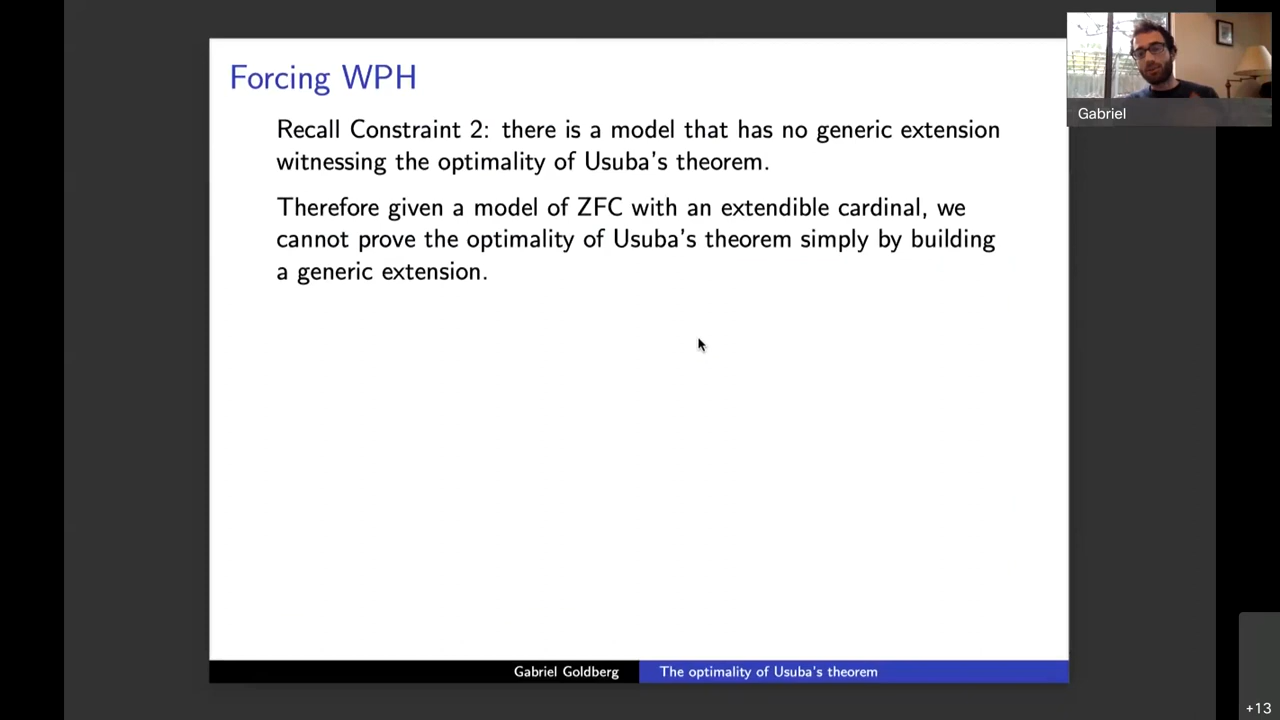 Forcing WPH
Recall Constraint 2: there is a model that has no generic extension
witnessing the optimality of Usuba's theorem.
Therefore given a model of ZFC with an extendible cardinal, we
cannot prove the optimality of Usuba's theorem simply by building
a generic extension.
Gabriel Goldberg
The optimality of Usuba's theorem
Gabriel
+13